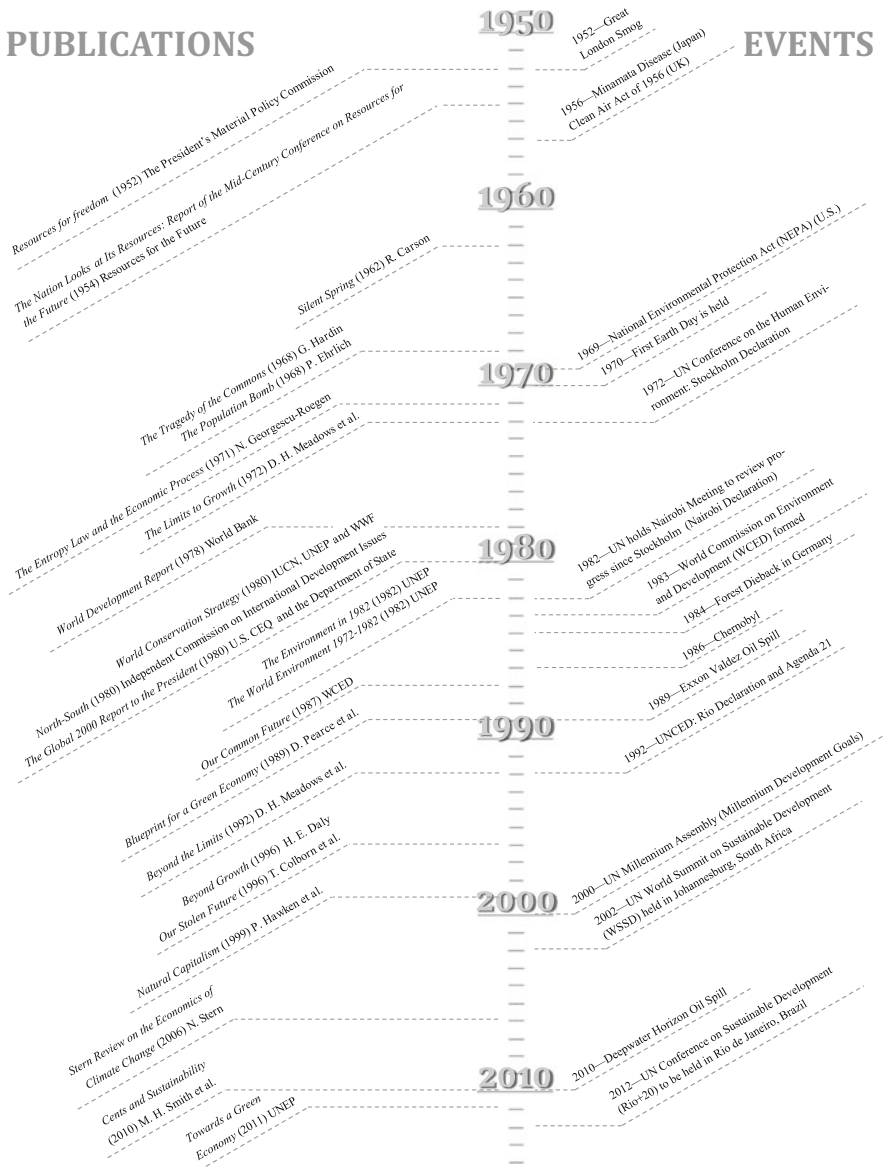 PUBLICATIONS
EVENTS
1950
1960
1970
1980
1990
2000
2010
Resources for freedom (1952) The President's Material Policy Commission
The Nation Looks at Its Resources: Report of the Mid-Century Conference on Resources for
the Future (1954) Resources for the Future
Silent Spring (1962) R. Carson
The Tragedy of the Commons (1968) G. Hardin
The Population Bomb (1968) P. Ehrlich
The Entropy Law and the Economic Process (1971) N. Georgescu-Roegen
The Limits to Growth (1972) D. H. Meadows et al.
World Development Report (1978) World Bank
World Conservation Strategy (1980) IUCN, UNEP and WWF
North-South (1980) Independent Commission on International Development Issues
The Global 2000 Report to the President (1980) U.S. CEQ and the Department of State
The Environment in 1982 (1982) UNEP
The World Environment 1972-1982 (1982) UNEP
Our Common Future (1987) WCED
Blueprint for a Green Economy (1989) D. Pearce et al.
Beyond the Limits (1992) D. H. Meadows et al.
Beyond Growth (1996) H. E. Daly
Our Stolen Future (1996) T. Colborn et al.
Natural Capitalism (1999) P. Hawken et al.
Stern Review on the Economics of
Climate Change (2006) N. Stern
Cents and Sustainability
(2010) M. H. Smith et al.
Towards a Green
Economy (2011) UNEP
1952—Great
London Smog
1956—Minamata Disease (Japan)
Clean Air Act of 1956 (UK)
1969—National Environmental Protection Act (NEPA) (U.S.)
1970—First Earth Day is held
1972—UN Conference on the Human Envi-
ronment: Stockholm Declaration
1982—UN holds Nairobi Meeting to review pro-
gress since Stockholm (Nairobi Declaration)
1983—World Commission on Environment
and Development (WCED) formed
1984—Forest Dieback in Germany
1986—Chernobyl
1989—Exxon Valdez Oil Spill
1992—UNCED: Rio Declaration and Agenda 21
2000—UN Millennium Assembly (Millennium Development Goals)
2002—UN World Summit on Sustainable Development
(WSSD) held in Johannesburg, South Africa
2010—Deepwater Horizon Oil Spill
2012—UN Conference on Sustainable Development
(Rio+20) to be held in Rio de Janeiro, Brazil